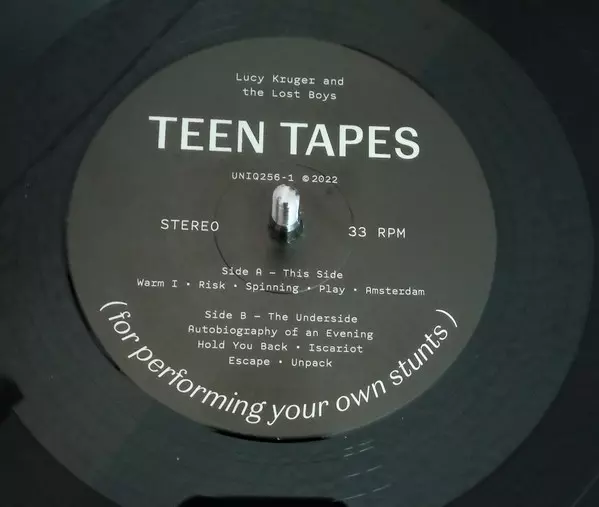 Lucy Kruger and
the Lost Boys
TEEN TAPES
UNIQ256-1 ©2022
STEREO 33 RPM
Side A – This Side
Warm I • Risk • Spinning • Play • Amsterdam
Side B – The Underside
Autobiography of an Evening
Hold You Back • Iscariot
Escape • Unpack
(for performing your own stunts)